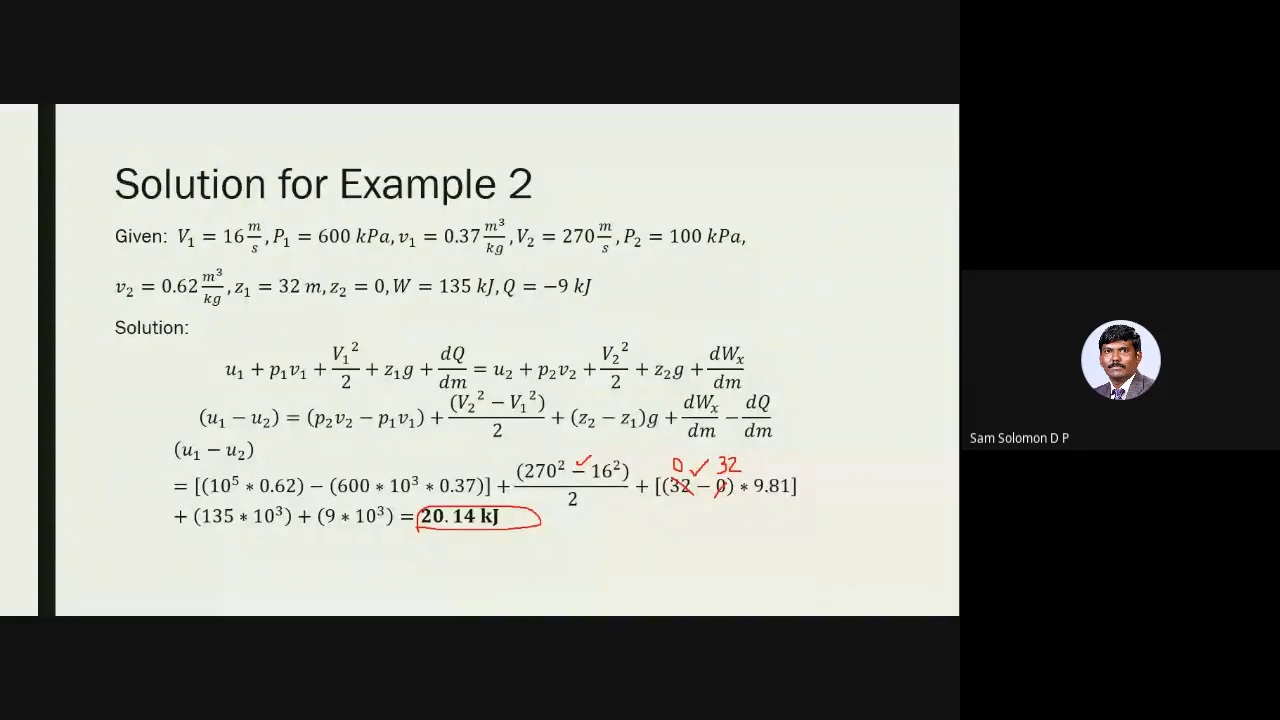 Solution for Example 2
Given: V₁ = 16 m/s, P₁ = 600 kPa, v₁ = 0.37 m³/kg, V₂ = 270 m/s, P₂ = 100 kPa,
v₂ = 0.62 m³/kg, z₁ = 32 m, z₂ = 0, W = 135 kJ, Q = −9 kJ
Solution:
u₁ + p₁v₁ + V₁²/2 + z₁g + dQ/dm = u₂ + p₂v₂ + V₂²/2 + z₂g + dWₓ/dm
(u₁ − u₂) = (p₂v₂ − p₁v₁) + (V₂² − V₁²)/2 + (z₂ − z₁)g + dWₓ/dm − dQ/dm
(u₁ − u₂)
0 ✓ 32
= [(10⁵ * 0.62) − (600 * 10³ * 0.37)] + (270² − 16²)/2 + [(32 − 0) * 9.81]
+ (135 * 10³) + (9 * 10³) = 20.14 kJ
Sam Solomon D P